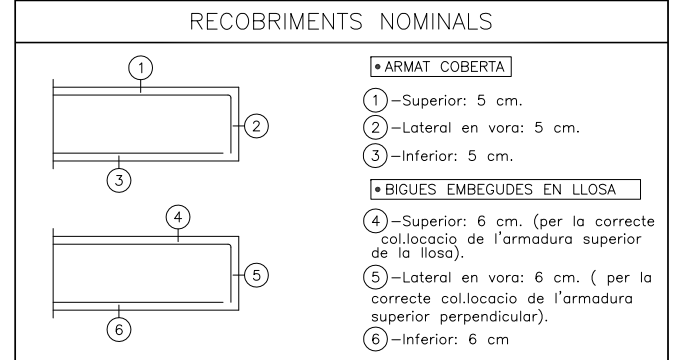 RECOBRIMENTS NOMINALS
1
2
3
• ARMAT COBERTA
1 -Superior: 5 cm.
2 -Lateral en vora: 5 cm.
3 -Inferior: 5 cm.
4
5
6
• BIGUES EMBEGUDES EN LLOSA
4 -Superior: 6 cm. (per la correcte
col.locacio de l'armadura superior
de la llosa).
5 -Lateral en vora: 6 cm. ( per la
correcte col.locacio de l'armadura
superior perpendicular).
6 -Inferior: 6 cm